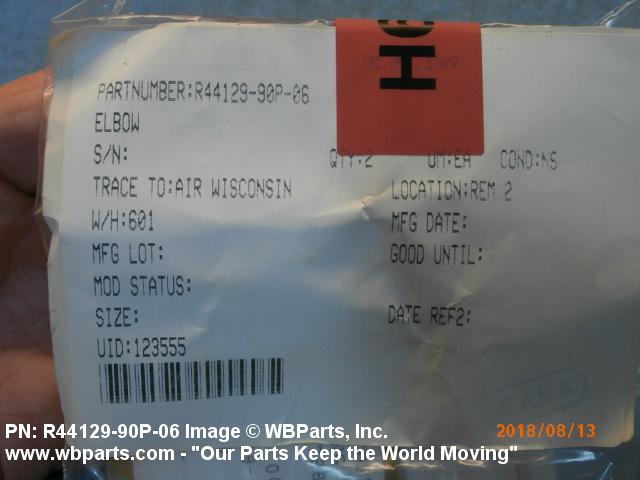 PARTNUMBER:R44129-90P-06
ELBOW
S/N: QTY:2 UM:EA COND:NS
TRACE TO:AIR WISCONSIN LOCATION:REM 2
W/H:601 MFG DATE:
MFG LOT: GOOD UNTIL:
MOD STATUS:
SIZE: DATE REF2:
UID:123555
2018/08/13
PN: R44129-90P-06 Image © WBParts, Inc.
www.wbparts.com - "Our Parts Keep the World Moving"